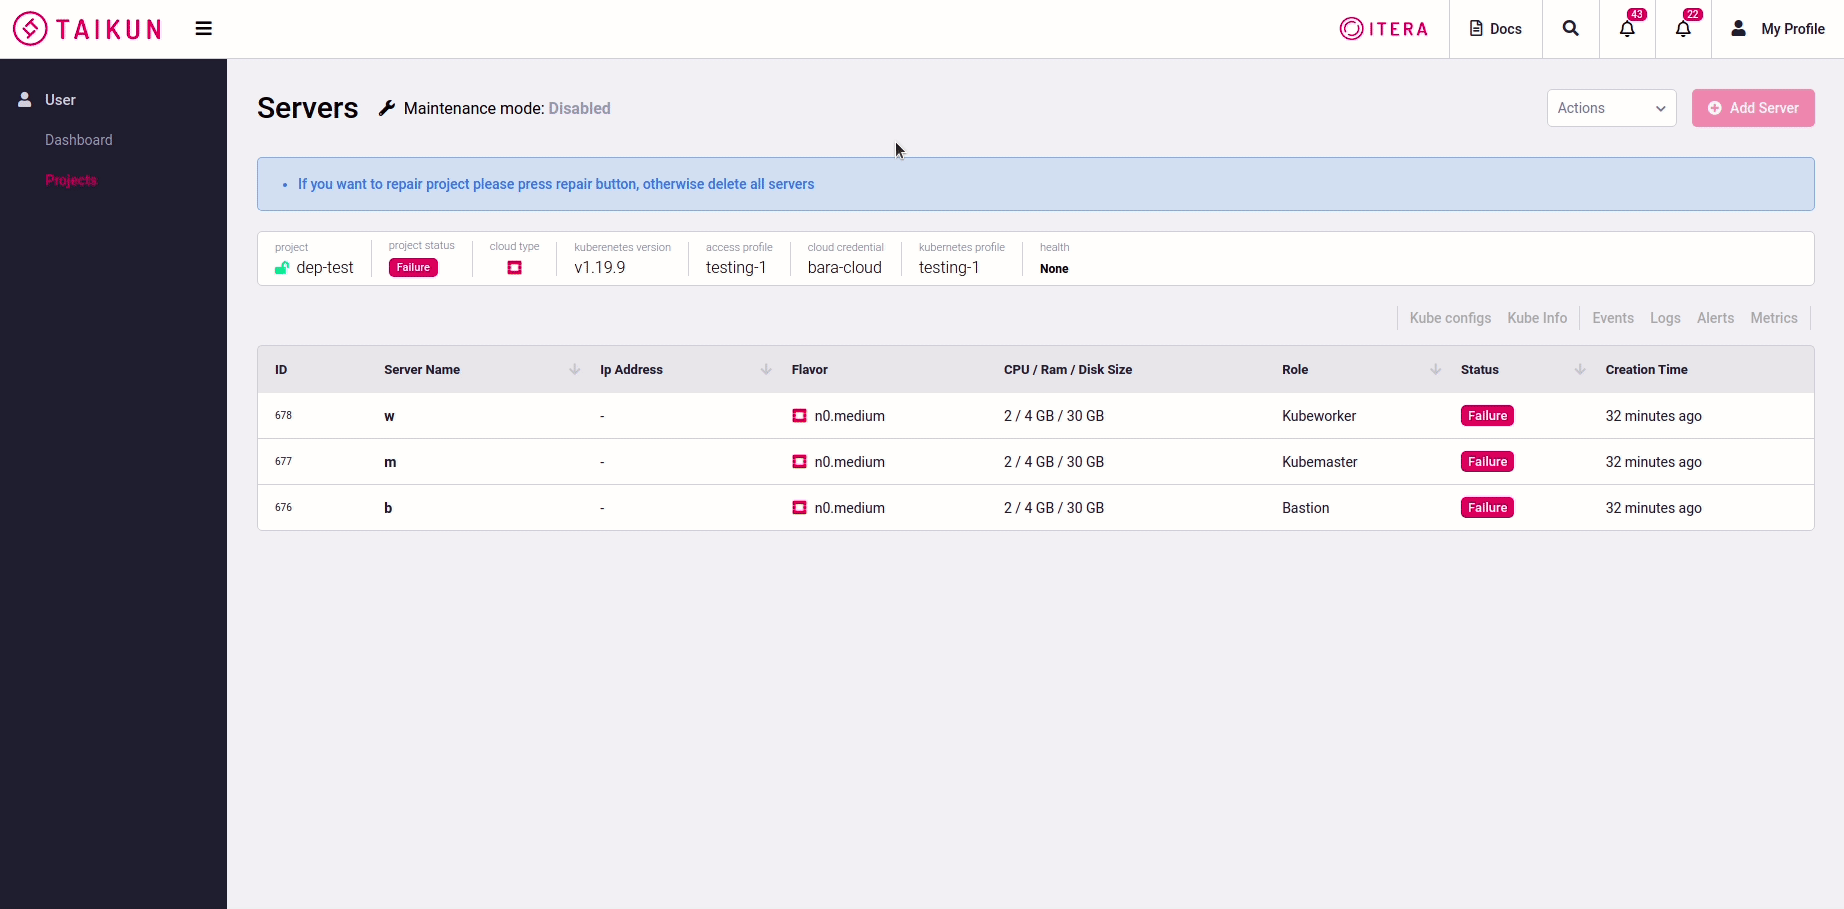 TAIKUN
ITERA
Docs
43
22
My Profile
User
Dashboard
Projects
Servers
Maintenance mode: Disabled
Actions
Add Server
If you want to repair project please press repair button, otherwise delete all servers
project project status cloud type kuberenetes version access profile cloud credential kubernetes profile health
dep-test Failure v1.19.9 testing-1 bara-cloud testing-1 None
Kube configs Kube Info Events Logs Alerts Metrics
ID Server Name Ip Address Flavor CPU / Ram / Disk Size Role Status Creation Time
678 w - n0.medium 2 / 4 GB / 30 GB Kubeworker Failure 32 minutes ago
677 m - n0.medium 2 / 4 GB / 30 GB Kubemaster Failure 32 minutes ago
676 b - n0.medium 2 / 4 GB / 30 GB Bastion Failure 32 minutes ago